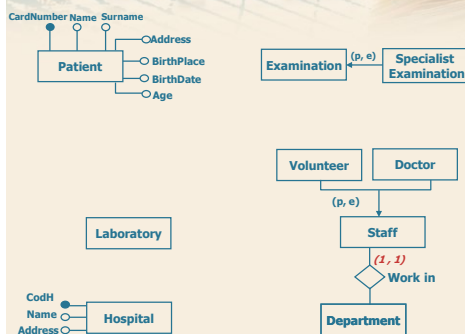 CardNumber Name Surname
Address
Patient
BirthPlace
BirthDate
Age
Examination
(p, e)
Specialist
Examination
Volunteer
Doctor
(p, e)
Laboratory
Staff
(1, 1)
Work in
CodH
Name
Address
Hospital
Department